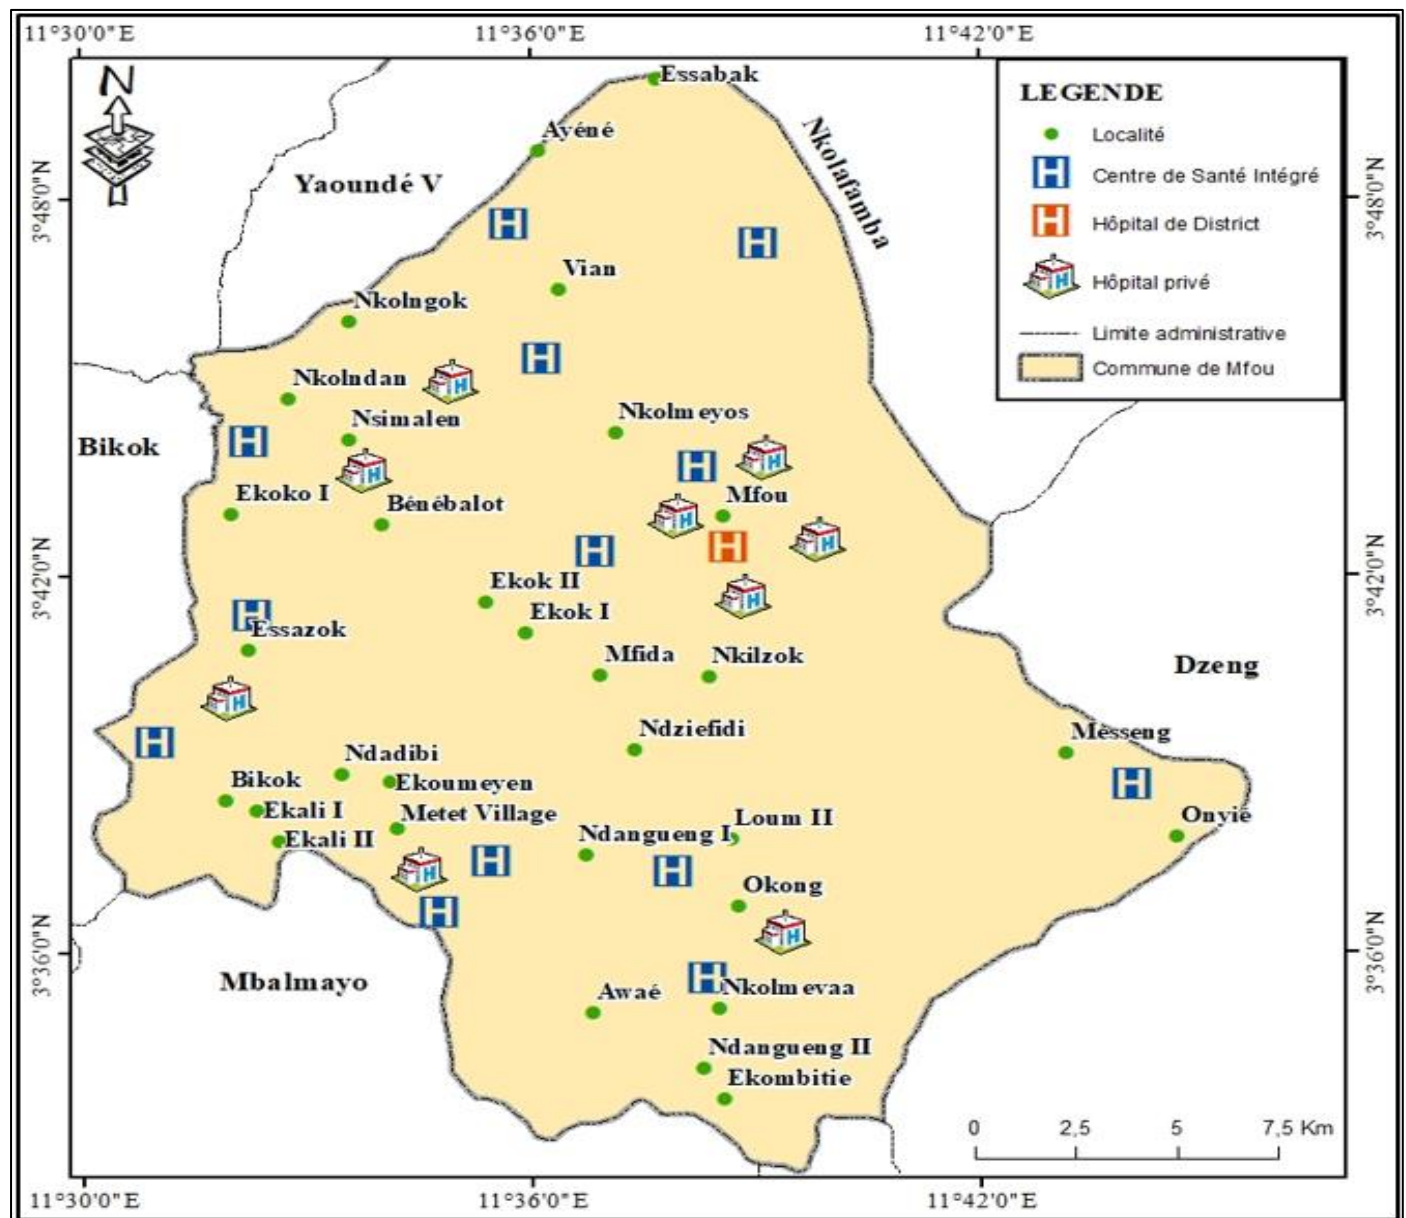 11°30'0"E
11°36'0"E
11°42'0"E
N
Essabak
LEGENDE
Localité
Centre de Santé Intégré
Hôpital de District
Hôpital privé
Limite administrative
Commune de Mfou
Ayéné
Nkolafamba
Yaoundé V
3°48'0"N
3°48'0"N
Vian
Nkolngok
Nkolndan
Nsimalen
Nkolmeyos
Bikok
Ekoko I
Bénébalot
Mfou
3°42'0"N
3°42'0"N
Ekok II
Ekok I
Essazok
Mfida
Nkilzok
Dzeng
Ndziefidi
Messeng
Ndadibi
Bikok
Ekoumeyen
Ekali I
Metet Village
Loum II
Onyié
Ekali II
Ndangueng I
Okong
3°36'0"N
3°36'0"N
Mbalmayo
Awaé
Nkolmevaa
Ndangueng II
Ekombitie
0 2,5 5 7,5 Km
11°30'0"E
11°36'0"E
11°42'0"E